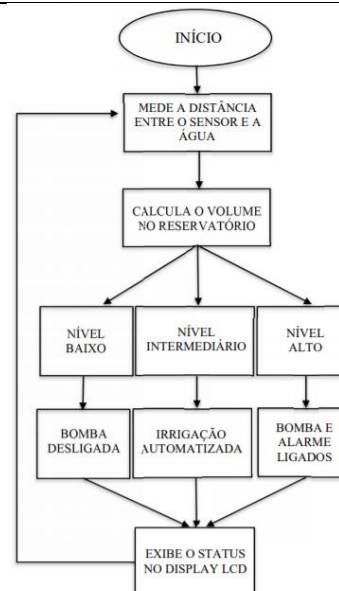 INÍCIO
MEDE A DISTÂNCIA
ENTRE O SENSOR E A
ÁGUA
CALCULA O VOLUME
NO RESERVATÓRIO
NÍVEL
BAIXO
NÍVEL
INTERMEDIÁRIO
NÍVEL
ALTO
BOMBA
DESLIGADA
IRRIGAÇÃO
AUTOMATIZADA
BOMBA E
ALARME
LIGADOS
EXIBE O STATUS
NO DISPLAY LCD